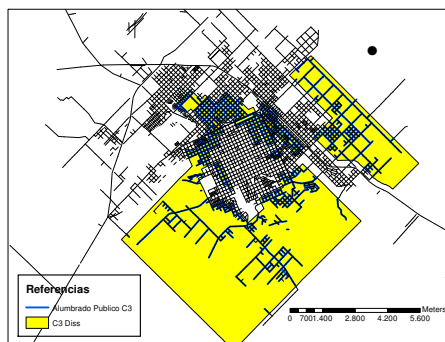 Referencias
Alumbrado Publico C3
C3 Diss
Meters
0 7001.400 2.800 4.200 5.600